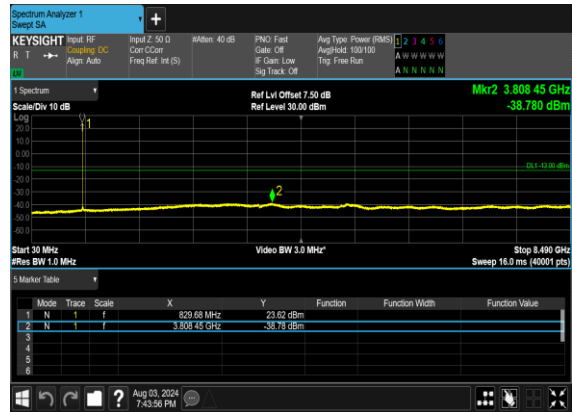 Spectrum Analyzer 1
Swept SA
+
KEYSIGHT
R T
LV
Input: RF
Coupling: DC
Align: Auto
Input Z: 50 Ω
Corr CCorr
Freq Ref: Int (S)
#Atten: 40 dB
PNO: Fast
Gate: Off
IF Gain: Low
Sig Track: Off
Avg Type: Power (RMS)
Avg|Hold: 100/100
Trig: Free Run
1 2 3 4 5 6
A W W W W W
A N N N N N
1 Spectrum
Scale/Div 10 dB
Ref Lvl Offset 7.50 dB
Ref Level 30.00 dBm
Mkr2 3.808 45 GHz
-38.780 dBm
Log
20.0
10.0
0.00
-10.0
-20.0
-30.0
-40.0
-50.0
-60.0
1
2
DL1 -13.00 dBm
Start 30 MHz
#Res BW 1.0 MHz
Video BW 3.0 MHz*
Stop 8.490 GHz
Sweep 16.0 ms (40001 pts)
5 Marker Table
Mode Trace Scale X Y Function Function Width Function Value
1 N 1 f 829.68 MHz 23.62 dBm
2 N 1 f 3.808 45 GHz -38.78 dBm
3
4
5
6
?
Aug 03, 2024
7:43:56 PM